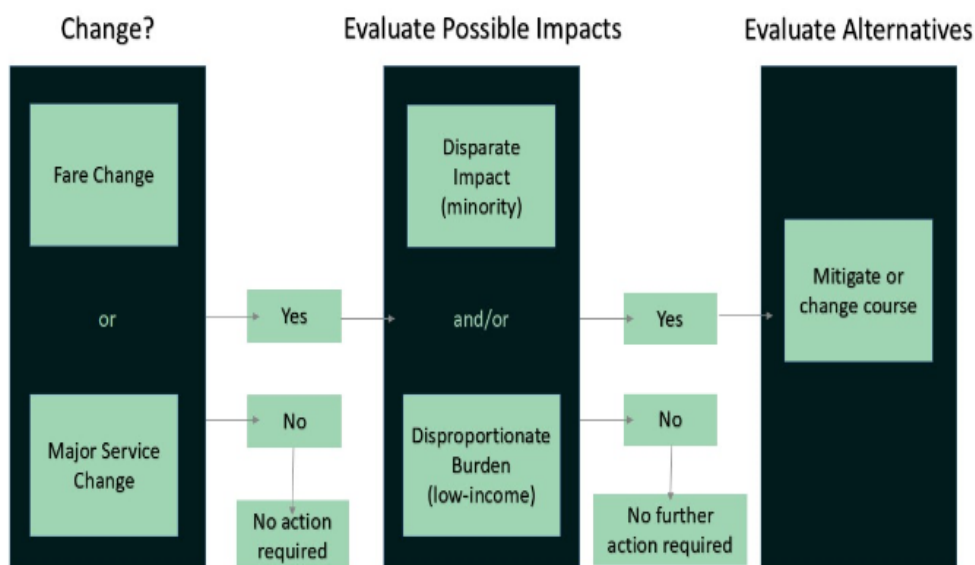 Change?
Evaluate Possible Impacts
Evaluate Alternatives
Fare Change
or
Major Service
Change
Yes
No
No action
required
Disparate
Impact
(minority)
and/or
Disproportionate
Burden
(low-income)
Yes
No
No further
action required
Mitigate or
change course